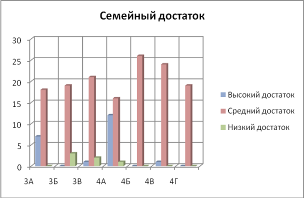 Семейный достаток
30
25
20
15
10
5
0
3А 3Б 3В 4А 4Б 4В 4Г
Высокий достаток
Средний достаток
Низкий достаток